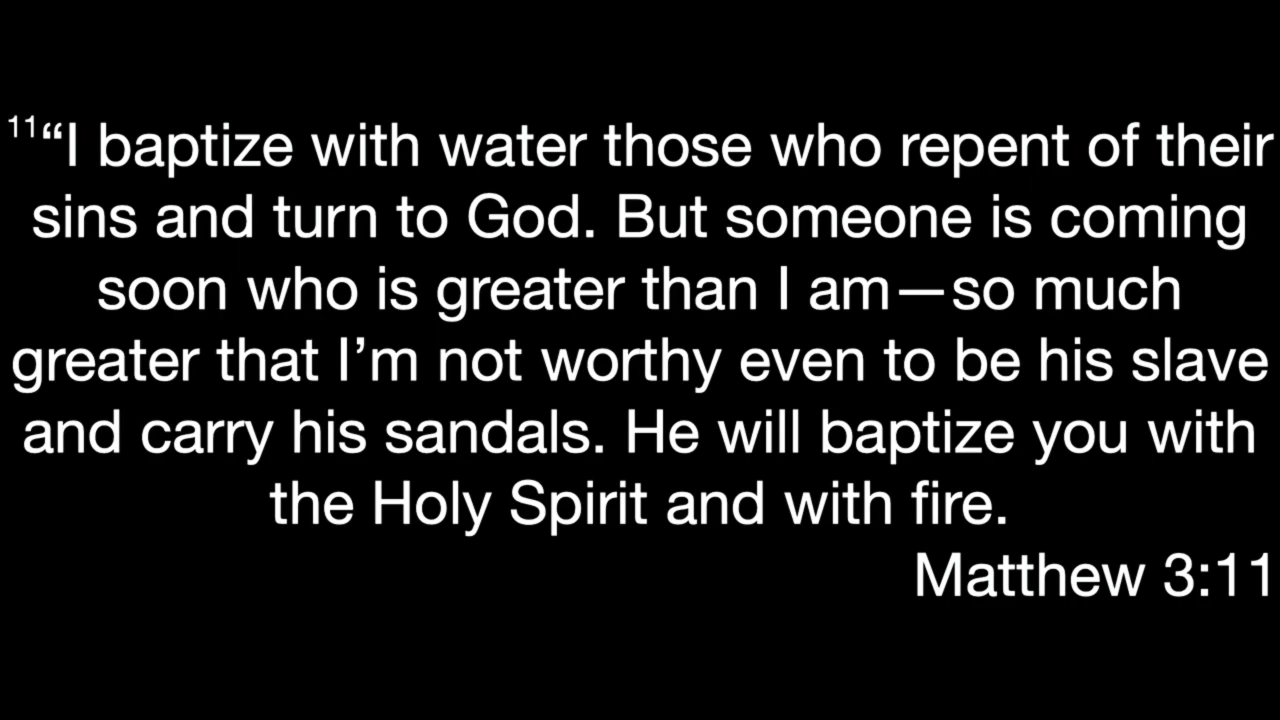 11“I baptize with water those who repent of their
sins and turn to God. But someone is coming
soon who is greater than I am—so much
greater that I’m not worthy even to be his slave
and carry his sandals. He will baptize you with
the Holy Spirit and with fire.
Matthew 3:11